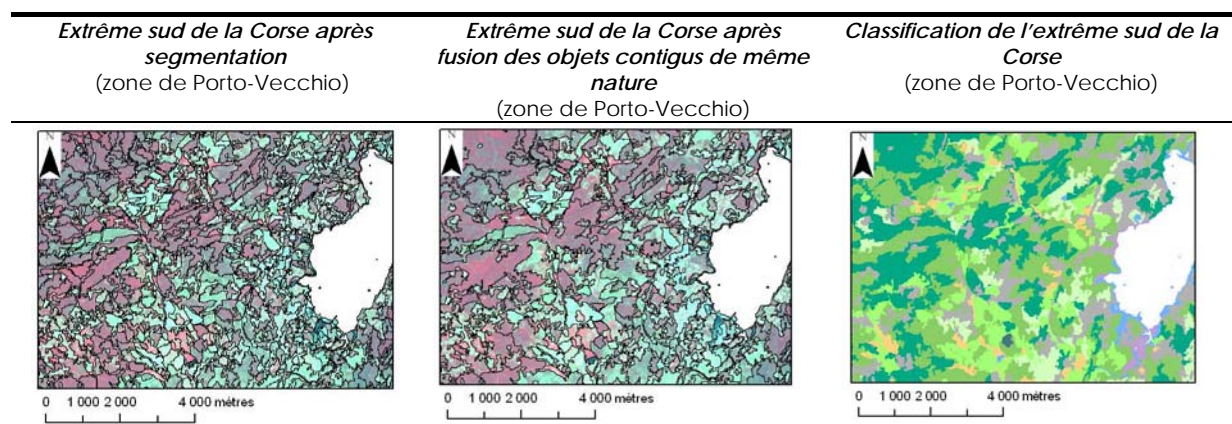 Extrême sud de la Corse après
segmentation
(zone de Porto-Vecchio)
Extrême sud de la Corse après
fusion des objets contigus de même
nature
(zone de Porto-Vecchio)
Classification de l'extrême sud de la
Corse
(zone de Porto-Vecchio)
N
N
N
0 1 000 2 000 4 000 mètres
0 1 000 2 000 4 000 mètres
0 1 000 2 000 4 000 mètres